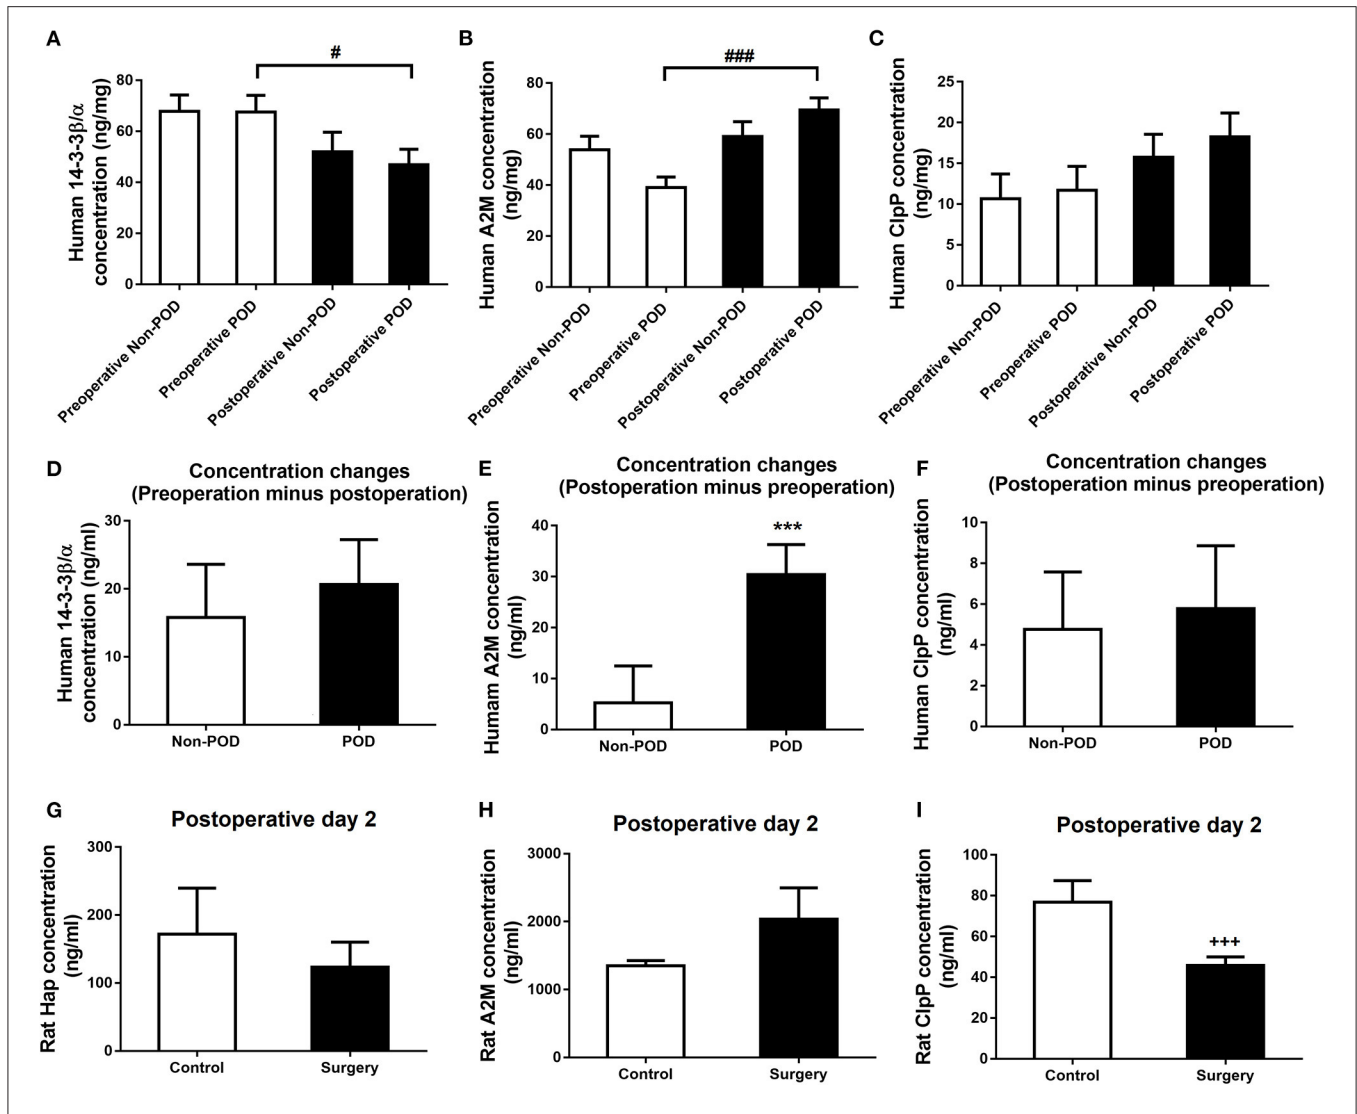 A
Human 14-3-3β/α
concentration (ng/mg)
80
60
40
20
0
#
Preoperative Non-POD
Preoperative POD
Postoperative Non-POD
Postoperative POD
B
Human A2M concentration
(ng/mg)
80
60
40
20
0
###
Preoperative Non-POD
Preoperative POD
Postoperative Non-POD
Postoperative POD
C
Human ClpP concentration
(ng/mg)
25
20
15
10
5
0
Preoperative Non-POD
Preoperative POD
Postoperative Non-POD
Postoperative POD
D
Concentration changes
(Preoperation minus postoperation)
Human 14-3-3β/α
concentration (ng/ml)
30
20
10
0
Non-POD
POD
E
Concentration changes
(Postoperation minus preoperation)
Humam A2M concentration
(ng/ml)
40
30
20
10
0
***
Non-POD
POD
F
Concentration changes
(Postoperation minus preoperation)
Human ClpP concentration
(ng/ml)
10
8
6
4
2
0
Non-POD
POD
G
Postoperative day 2
Rat Hap concentration
(ng/ml)
300
200
100
0
Control
Surgery
H
Postoperative day 2
Rat A2M concentration
(ng/ml)
3000
2000
1000
0
Control
Surgery
I
Postoperative day 2
Rat ClpP concentration
(ng/ml)
100
80
60
40
20
0
+++
Control
Surgery